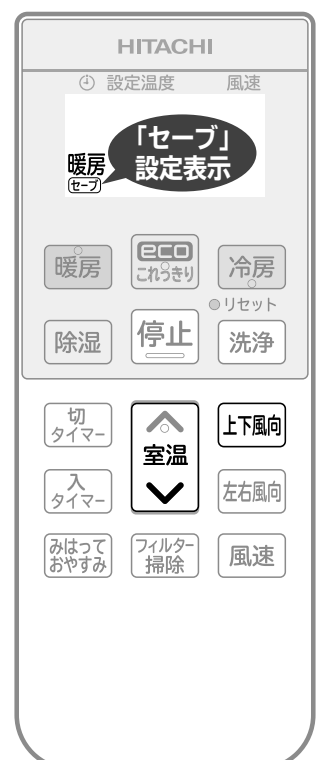 HITACHI
設定温度 風速
「セーブ」
設定表示
暖房
セーブ
暖房
eco
これっきり
冷房
リセット
除湿
停止
洗浄
切
タイマー
室温
上下風向
入
タイマー
左右風向
みはって
おやすみ
フィルター
掃除
風速